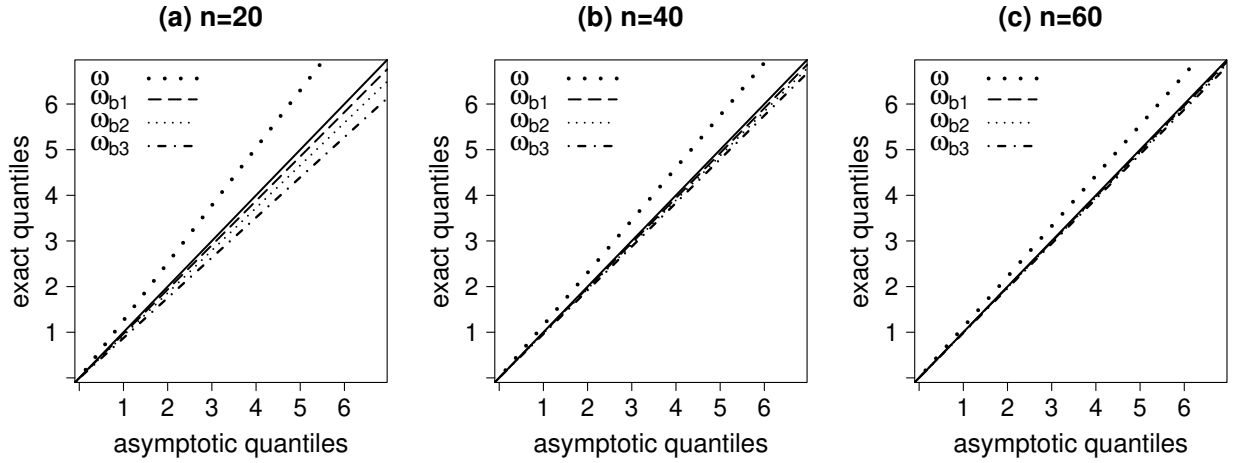 (a) n=20
ω
ωb1
ωb2
ωb3
exact quantiles
6
5
4
3
2
1
1 2 3 4 5 6
asymptotic quantiles
(b) n=40
ω
ωb1
ωb2
ωb3
exact quantiles
6
5
4
3
2
1
1 2 3 4 5 6
asymptotic quantiles
(c) n=60
ω
ωb1
ωb2
ωb3
exact quantiles
6
5
4
3
2
1
1 2 3 4 5 6
asymptotic quantiles